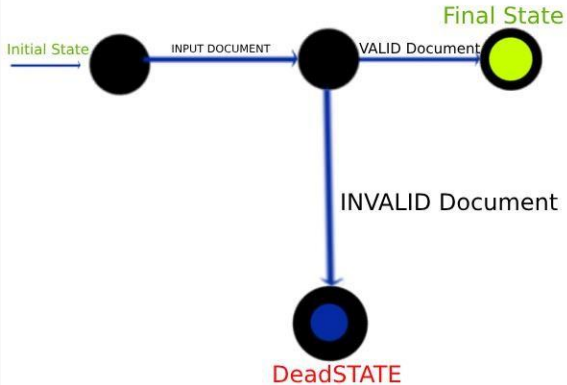 Final State
Initial State
INPUT DOCUMENT
VALID Document
INVALID Document
DeadSTATE